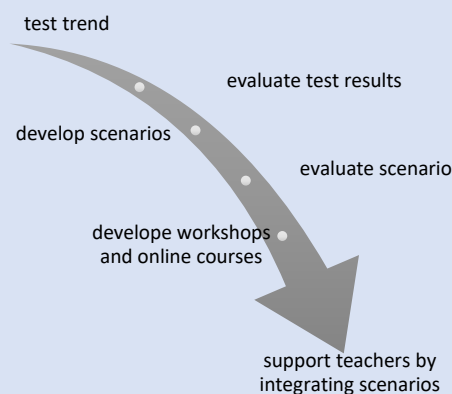 test trend
evaluate test results
develop scenarios
evaluate scenario
develope workshops
and online courses
support teachers by
integrating scenarios